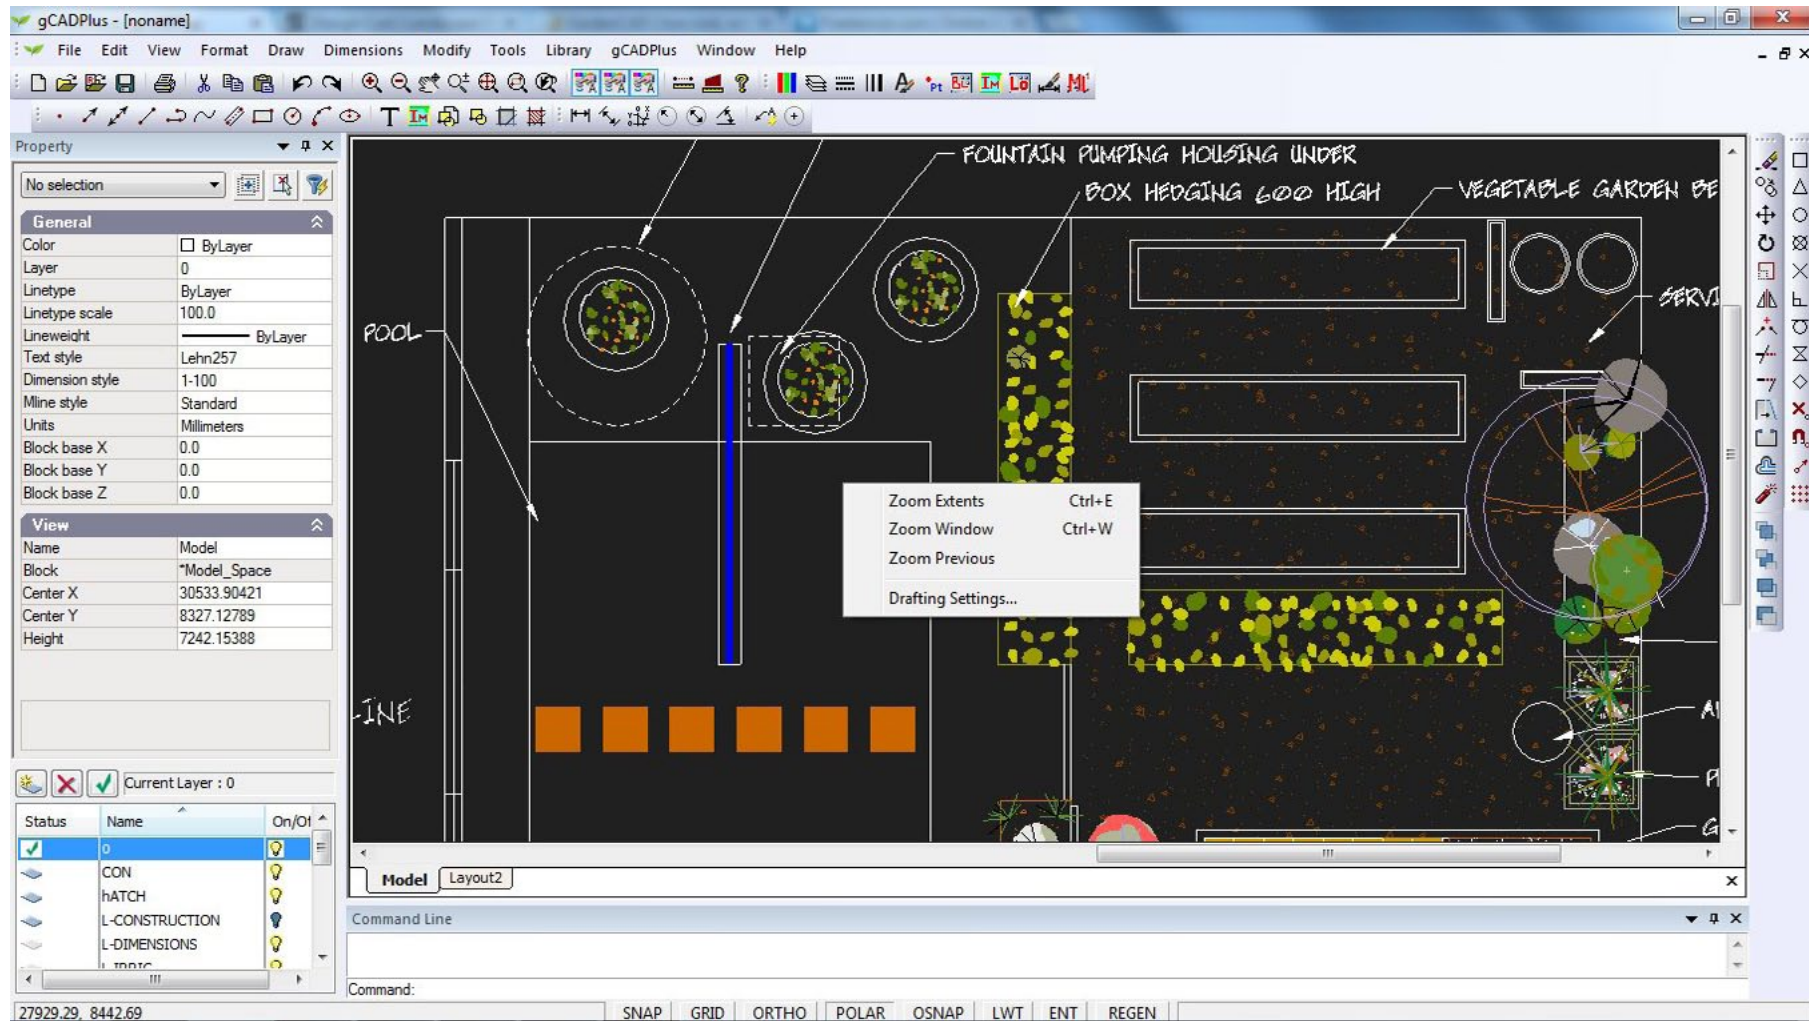 gCADPlus - [noname]
File Edit View Format Draw Dimensions Modify Tools Library gCADPlus Window Help
Property
No selection
General
Color ByLayer
Layer 0
Linetype ByLayer
Linetype scale 100.0
Lineweight ByLayer
Text style Lehn257
Dimension style 1-100
Mline style Standard
Units Millimeters
Block base X 0.0
Block base Y 0.0
Block base Z 0.0
View
Name Model
Block *Model_Space
Center X 30533.90421
Center Y 8327.12789
Height 7242.15388
Current Layer : 0
Status Name On/Of
0
CON
hATCH
L-CONSTRUCTION
L-DIMENSIONS
FOUNTAIN PUMPING HOUSING UNDER
BOX HEDGING 600 HIGH
VEGETABLE GARDEN BE
SERVI
POOL
Zoom Extents Ctrl+E
Zoom Window Ctrl+W
Zoom Previous
Drafting Settings...
-INE
A
P
G
Model Layout2
Command Line
Command:
27929.29, 8442.69 SNAP GRID ORTHO POLAR OSNAP LWT ENT REGEN